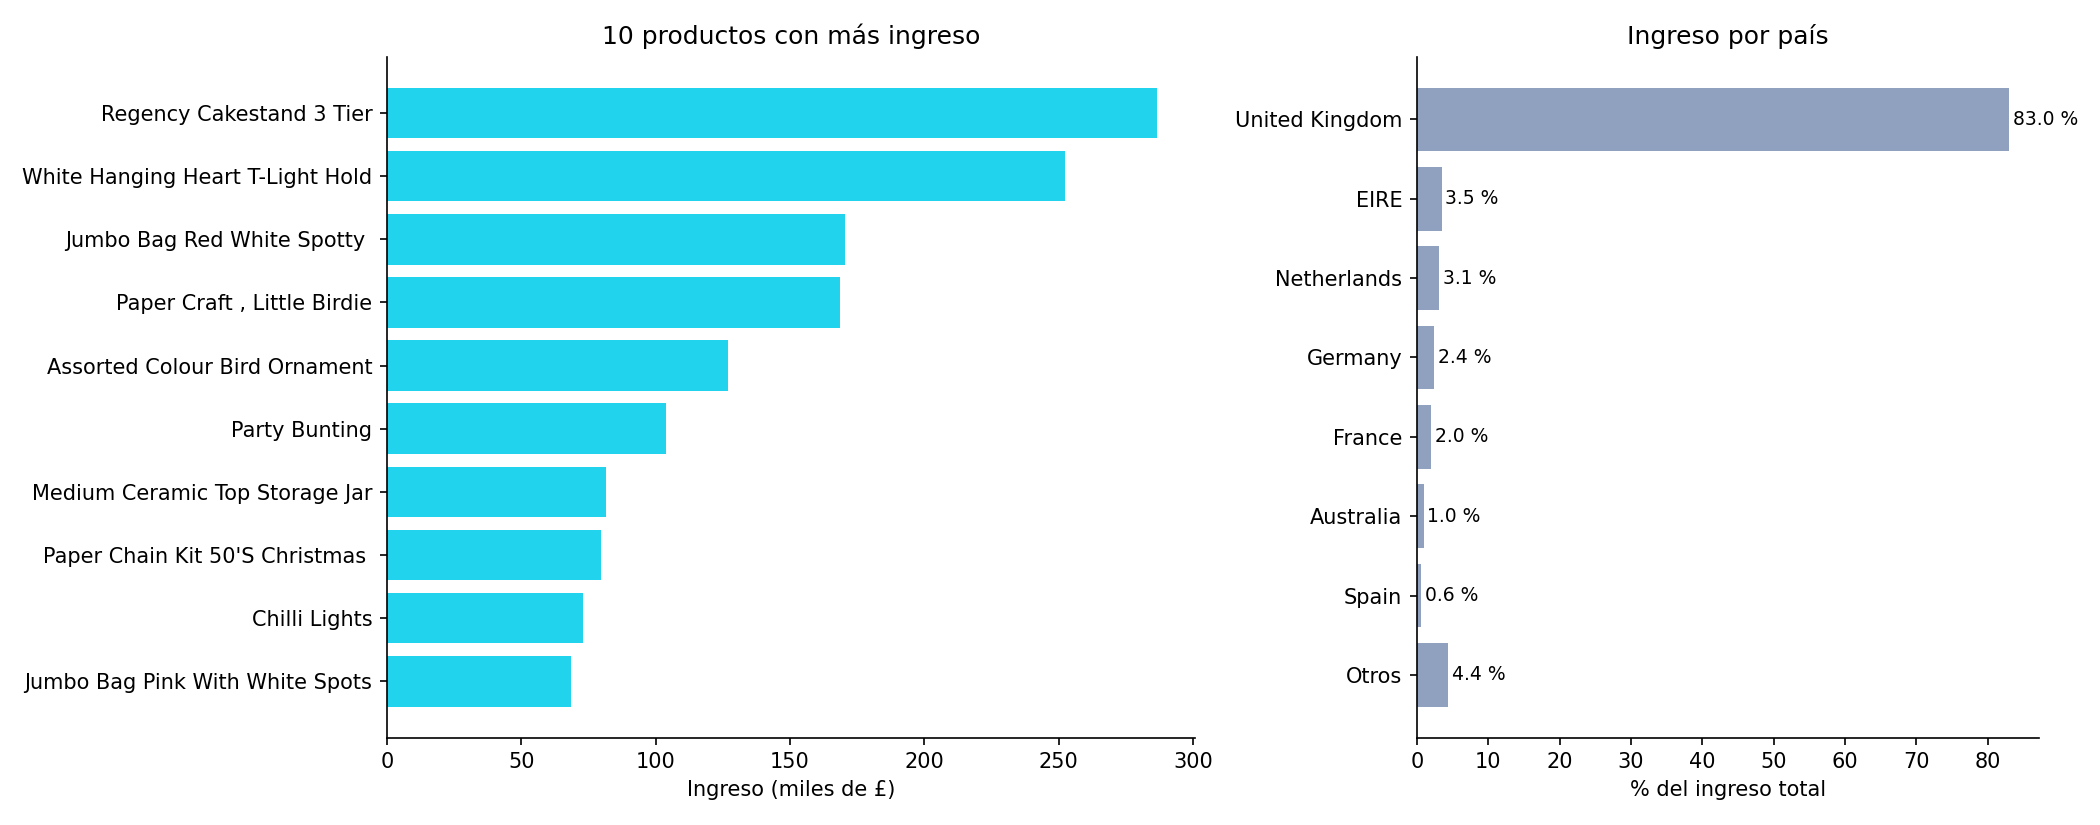 10 productos con más ingreso
Regency Cakestand 3 Tier
White Hanging Heart T-Light Hold
Jumbo Bag Red White Spotty
Paper Craft , Little Birdie
Assorted Colour Bird Ornament
Party Bunting
Medium Ceramic Top Storage Jar
Paper Chain Kit 50'S Christmas
Chilli Lights
Jumbo Bag Pink With White Spots
0 50 100 150 200 250 300
Ingreso (miles de £)
Ingreso por país
United Kingdom 83.0 %
EIRE 3.5 %
Netherlands 3.1 %
Germany 2.4 %
France 2.0 %
Australia 1.0 %
Spain 0.6 %
Otros 4.4 %
0 10 20 30 40 50 60 70 80
% del ingreso total